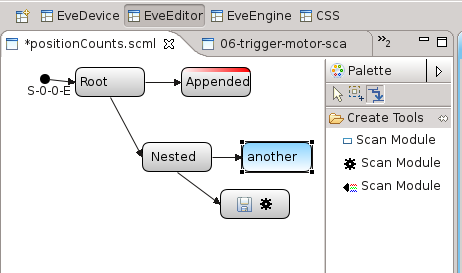 EveDevice EveEditor EveEngine CSS
*positionCounts.scml 06-trigger-motor-sca »2
S-0-0-E Root Appended
Nested another
Palette
Create Tools
Scan Module
Scan Module
Scan Module